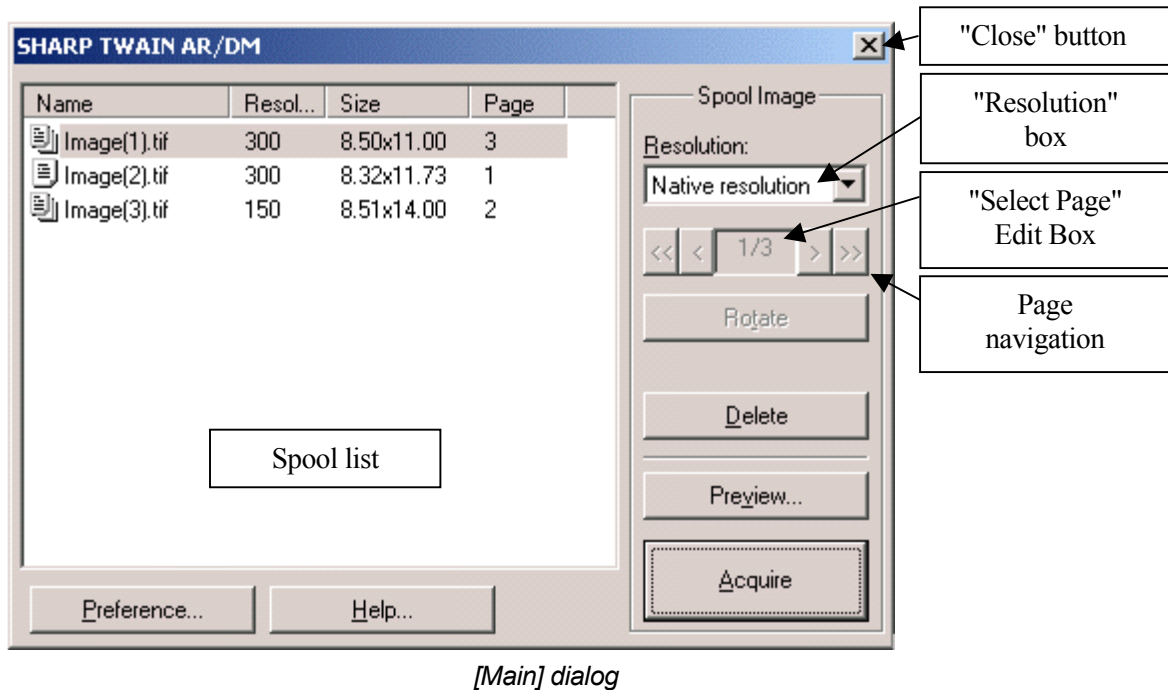 SHARP TWAIN AR/DM
"Close" button
Name Resol... Size Page
Spool Image
"Resolution"
box
Image(1).tif 300 8.50x11.00 3
Resolution:
Image(2).tif 300 8.32x11.73 1
Native resolution
Image(3).tif 150 8.51x14.00 2
"Select Page"
Edit Box
<< < 1/3 > >>
Page
navigation
Rotate
Delete
Spool list
Preview...
Acquire
Preference... Help...
[Main] dialog